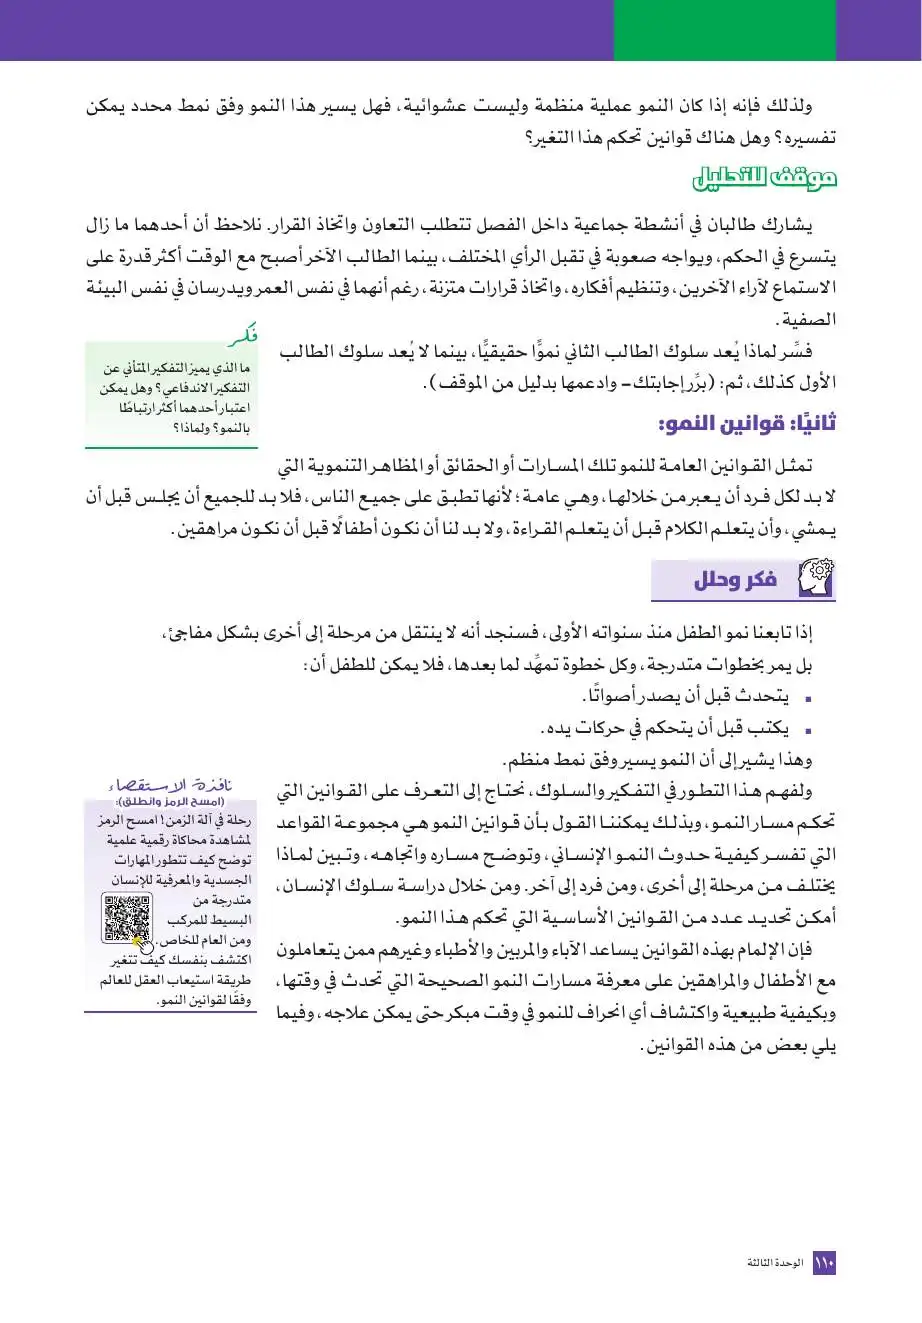 ولذلك فإنه إذا كان النمو عملية منظمة وليست عشوائية، فهل يسير هذا النمو وفق نمط محدد يمكن
تفسيره؟ وهل هناك قوانين تحكم هذا التغير؟
موقف للتحليل
يشارك طالبان في أنشطة جماعية داخل الفصل تتطلب التعاون واتخاذ القرار. نلاحظ أن أحدهما ما زال
يتسرع في الحكم، ويواجه صعوبة في تقبل الرأي المختلف، بينما الطالب الآخر أصبح مع الوقت أكثر قدرة على
الاستماع لآراء الآخرين، وتنظيم أفكاره، واتخاذ قرارات متزنة، رغم أنهما في نفس العمر ويدرسان في نفس البيئة
الصفية.
فسِّر لماذا يُعد سلوك الطالب الثاني نموًّا حقيقيًّا، بينما لا يُعد سلوك الطالب
الأول كذلك، ثم: (برِّر إجابتك – وادعمها بدليل من الموقف).
فكر
ما الذي يميز التفكير المتأني عن
التفكير الاندفاعي؟ وهل يمكن
اعتبار أحدهما أكثر ارتباطًا
بالنمو؟ ولماذا؟
ثانيًا: قوانين النمو:
تمثل القوانين العامة للنمو تلك المسارات أو الحقائق أو المظاهر التنموية التي
لا بد لكل فرد أن يعبر من خلالها، وهي عامة؛ لأنها تطبق على جميع الناس، فلا بد للجميع أن يجلس قبل أن
يمشي، وأن يتعلم الكلام قبل أن يتعلم القراءة، ولا بد لنا أن نكون أطفالًا قبل أن نكون مراهقين.
فكر وحلل
إذا تابعنا نمو الطفل منذ سنواته الأولى، فسنجد أنه لا ينتقل من مرحلة إلى أخرى بشكل مفاجئ،
بل يمر بخطوات متدرجة، وكل خطوة تمهِّد لما بعدها، فلا يمكن للطفل أن:
▪ يتحدث قبل أن يصدر أصواتًا.
▪ يكتب قبل أن يتحكم في حركات يده.
وهذا يشير إلى أن النمو يسير وفق نمط منظم.
ولفهم هذا التطور في التفكير والسلوك، نحتاج إلى التعرف على القوانين التي
تحكم مسار النمو، وبذلك يمكننا القول بأن قوانين النمو هي مجموعة القواعد
التي تفسر كيفية حدوث النمو الإنساني، وتوضح مساره واتجاهه، وتبين لماذا
يختلف من مرحلة إلى أخرى، ومن فرد إلى آخر. ومن خلال دراسة سلوك الإنسان،
أمكن تحديد عدد من القوانين الأساسية التي تحكم هذا النمو.
فإن الإلمام بهذه القوانين يساعد الآباء والمربين والأطباء وغيرهم ممن يتعاملون
مع الأطفال والمراهقين على معرفة مسارات النمو الصحيحة التي تحدث في وقتها،
وبكيفية طبيعية واكتشاف أي انحراف للنمو في وقت مبكر حتى يمكن علاجه، وفيما
يلي بعض من هذه القوانين.
نافذة الاستقصاء
(امسح الرمز وانطلق):
رحلة في آلة الزمن! امسح الرمز
لمشاهدة محاكاة رقمية علمية
توضح كيف تتطور المهارات
الجسدية والمعرفية للإنسان
متدرجة من
البسيط للمركب
ومن العام للخاص.
اكتشف بنفسك كيف تتغير
طريقة استيعاب العقل للعالم
وفقًا لقوانين النمو.
١١٠ الوحدة الثالثة